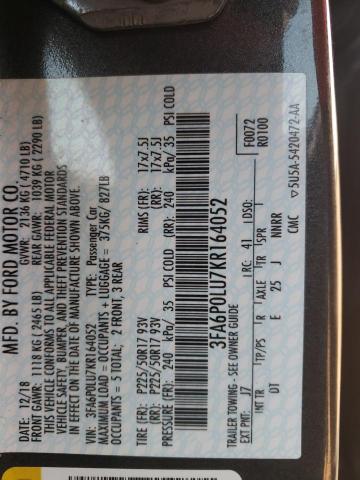 MFD. BY FORD MOTOR CO.
12/18 GVWR: 2136 KG (4710 LB)
FRONT GAWR: 1118 KG (2465 LB) REAR GAWR: 1039 KG (2290 LB)
THIS VEHICLE CONFORMS TO ALL APPLICABLE FEDERAL MOTOR
VEHICLE SAFETY, BUMPER, AND THEFT PREVENTION STANDARDS
IN EFFECT ON THE DATE OF MANUFACTURE SHOWN ABOVE.
VIN: 3FA6P0LU7KR164052 TYPE: Passenger Car
MAXIMUM LOAD = OCCUPANTS + LUGGAGE = 375KG/ 827LB
OCCUPANTS = 5 TOTAL; 2 FRONT, 3 REAR
TIRE (FR): P225/50R17 93V RIMS (FR): 17x7.5J
TIRE (RR): P225/50R17 93V (RR): 17x7.5J
PRESSURE (FR): 240 kPa/ 35 PSI COLD (RR): 240 kPa/ 35 PSI COLD
3FA6P0LU7KR164052
TRAILER TOWING - SEE OWNER GUIDE F0072
R0100
EXT PNT: J7 RC: 41 DSO:
INT TR TP/PS R AXLE TR SPR
DT E 25 J NNRR
CMC ▽5U5A-5420472-AA